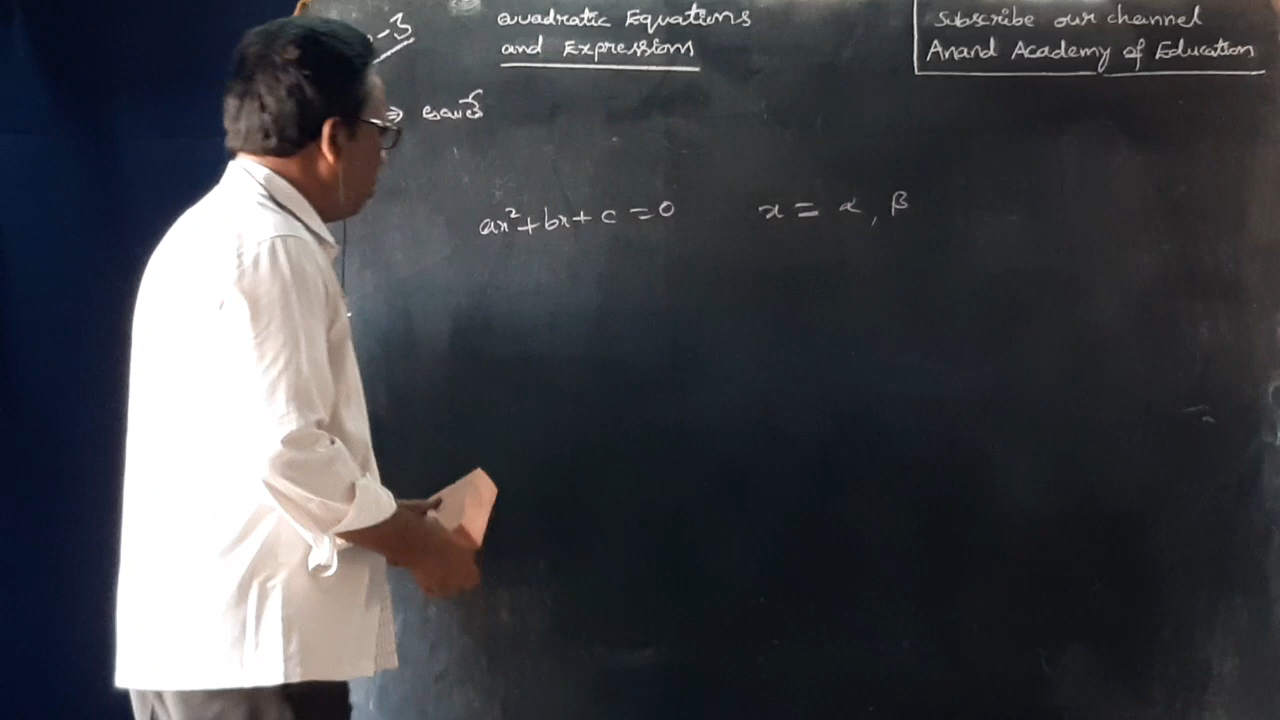 -3
Quadratic Equations
and Expressions
Subscribe our channel
Anand Academy of Education
⇒
ax²+bx+c=0 x = α, β